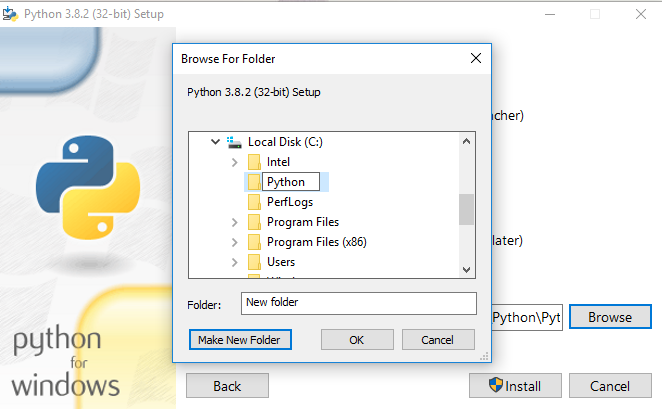 Python 3.8.2 (32-bit) Setup
Browse For Folder
Python 3.8.2 (32-bit) Setup
Local Disk (C:)
Intel
Python
PerfLogs
Program Files
Program Files (x86)
Users
Folder:
New folder
Make New Folder
OK
Cancel
ncher)
later)
Python\Pyt
Browse
python
for
windows
Back
Install
Cancel